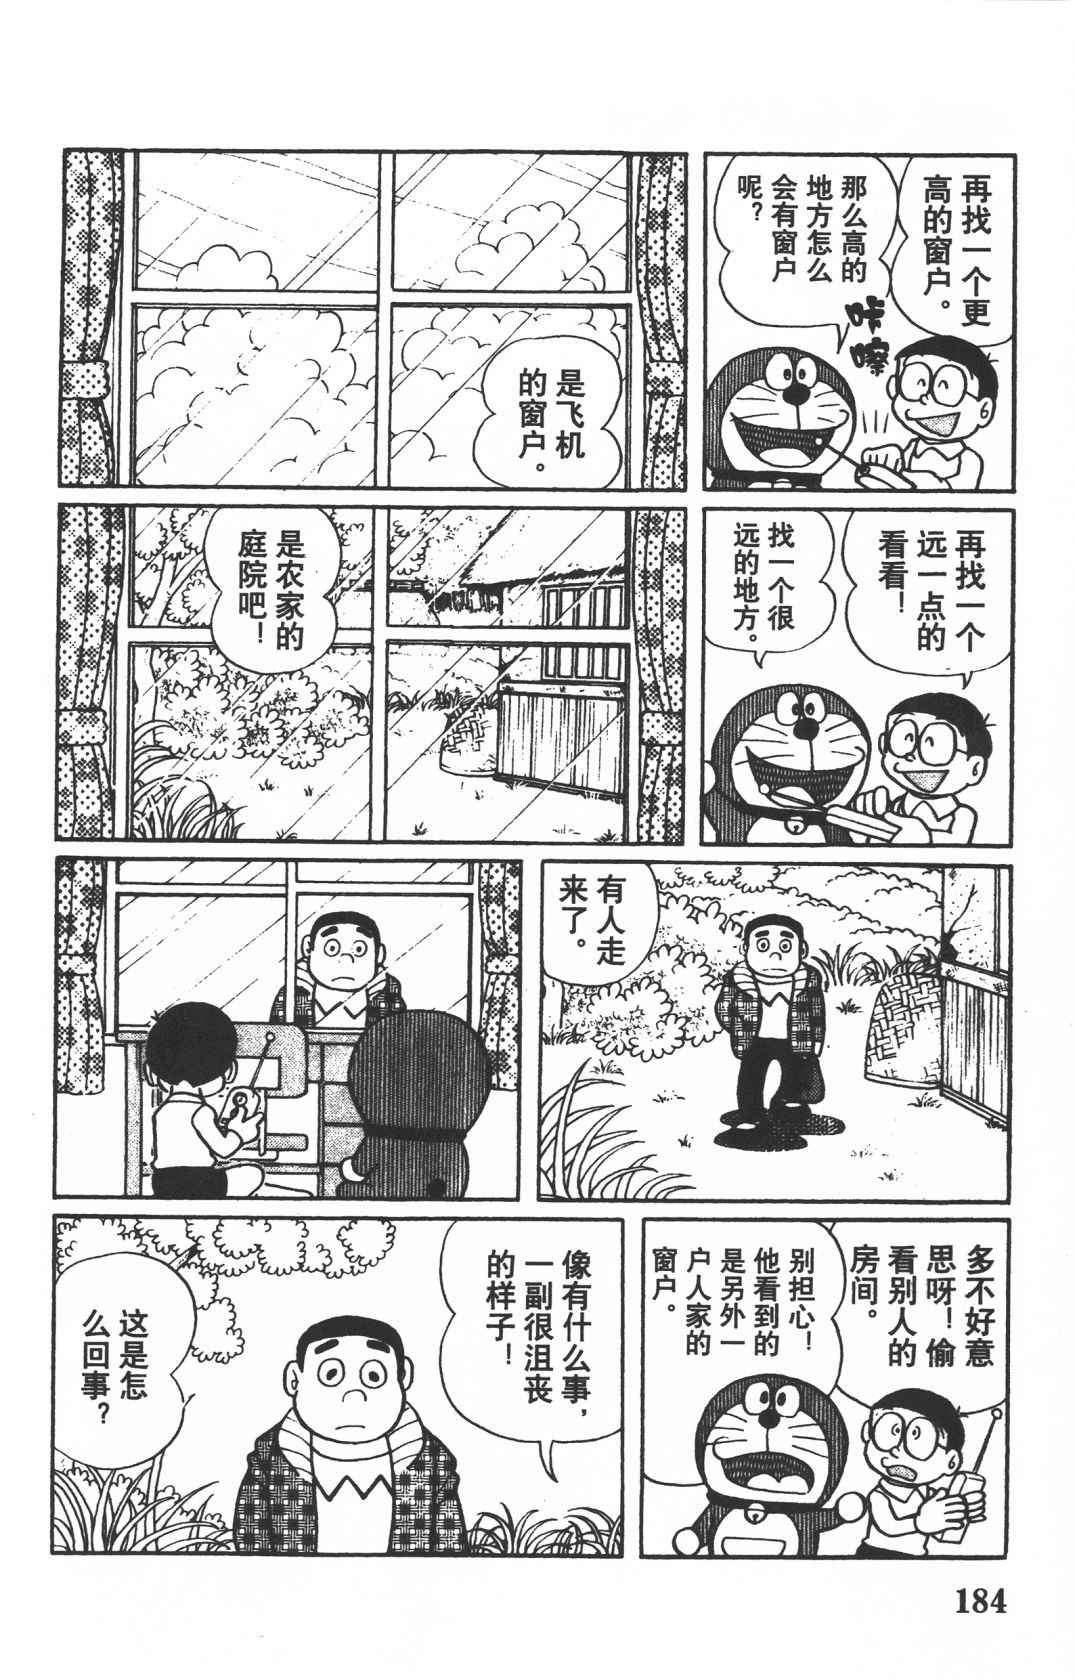 再找一个更
高的窗户。
那么高的
地方怎么
会有窗户
呢？
咔
嚓
是飞机
的窗户。
再找一个
远一点的
看看！
找一个很
远的地方。
是农家的
庭院吧！
有人走
来了。
多不好意
思呀！偷
看别人的
房间。
别担心！
他看到的
是另外一
户人家的
窗户。
像有什么事，
一副很沮丧
的样子！
这是怎
么回事？
184